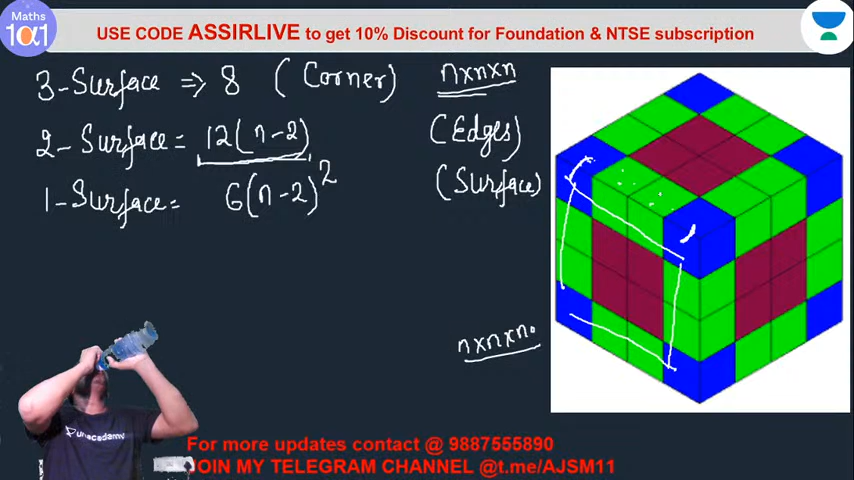 Maths
1α1
USE CODE ASSIRLIVE to get 10% Discount for Foundation & NTSE subscription
3-Surface => 8 (Corner) n×n×n
2-Surface = 12(n-2) (Edges)
1-Surface = 6(n-2)² (Surface)
n×n×n.
unacademy
For more updates contact @ 9887555890
JOIN MY TELEGRAM CHANNEL @t.me/AJSM11